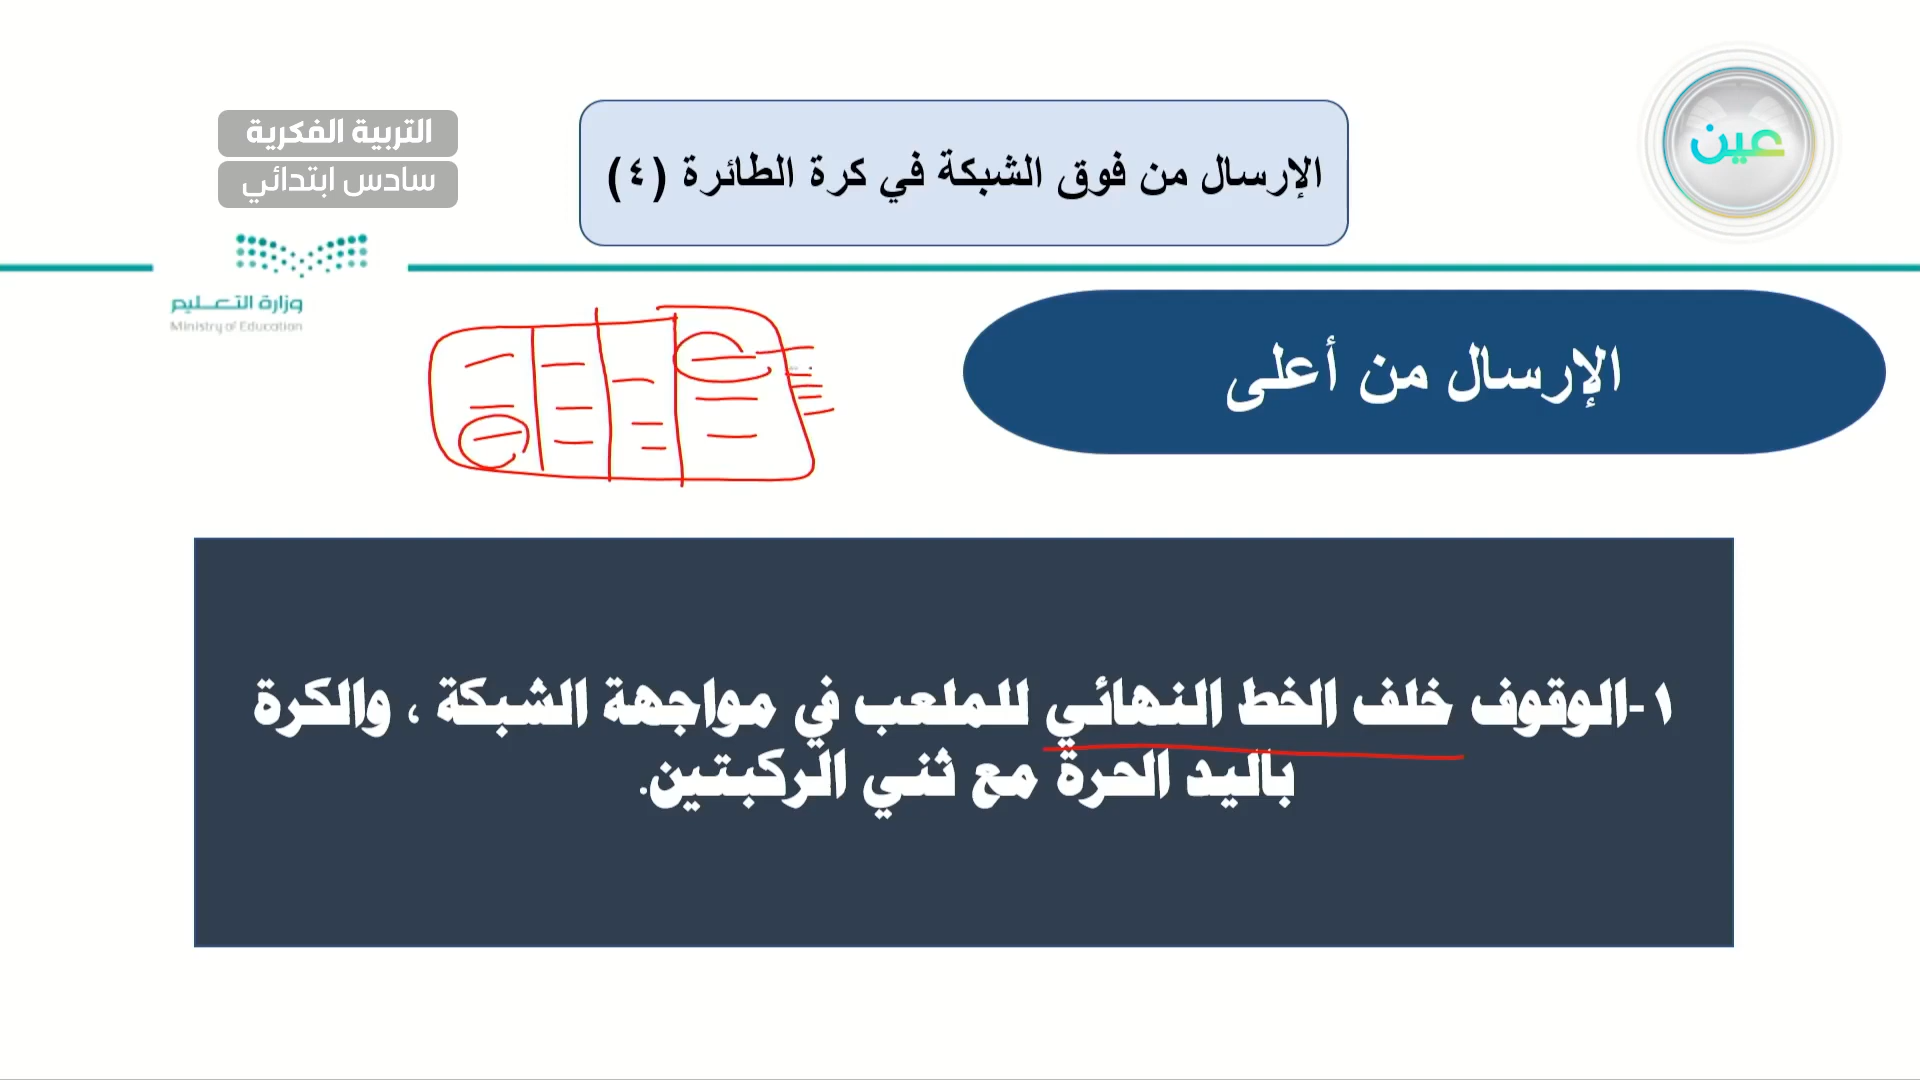 عين
الإرسال من فوق الشبكة في كرة الطائرة (٤)
التربية الفكرية
سادس ابتدائي
وزارة التعـليم
Ministry of Education
الإرسال من أعلى
١-الوقوف خلف الخط النهائي للملعب في مواجهة الشبكة ، والكرة
باليد الحرة مع ثني الركبتين.